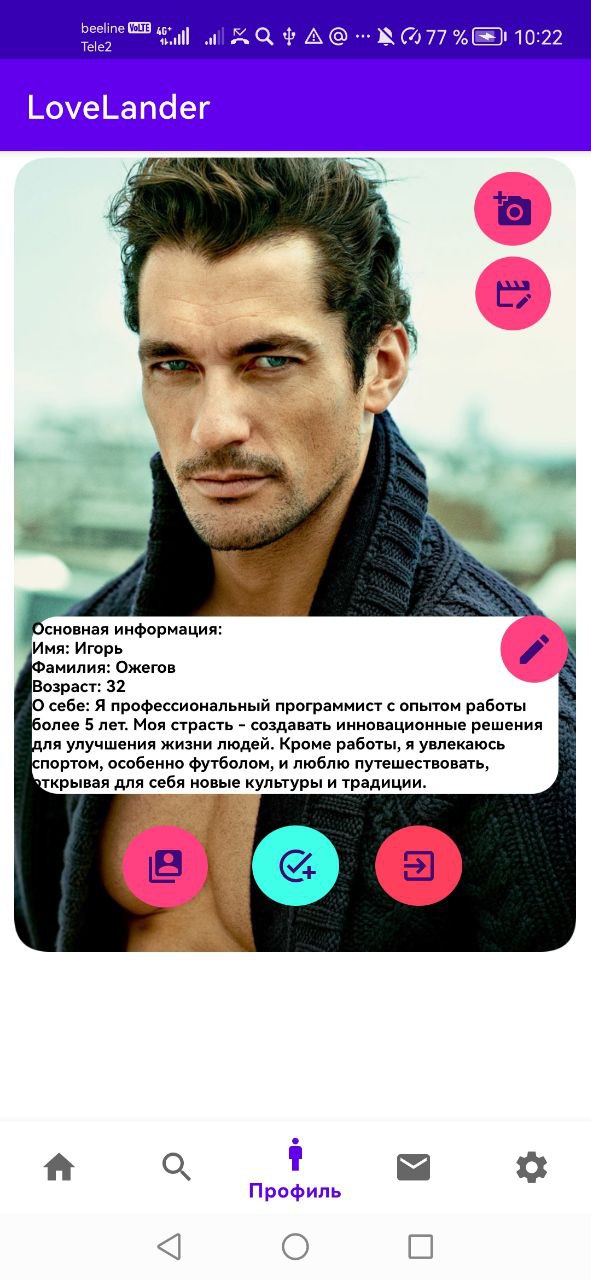 beeline VoLTE 4G+ 77 % 10:22
Tele2
LoveLander
Основная информация:
Имя: Игорь
Фамилия: Ожегов
Возраст: 32
О себе: Я профессиональный программист с опытом работы
более 5 лет. Моя страсть - создавать инновационные решения
для улучшения жизни людей. Кроме работы, я увлекаюсь
спортом, особенно футболом, и люблю путешествовать,
открывая для себя новые культуры и традиции.
Профиль